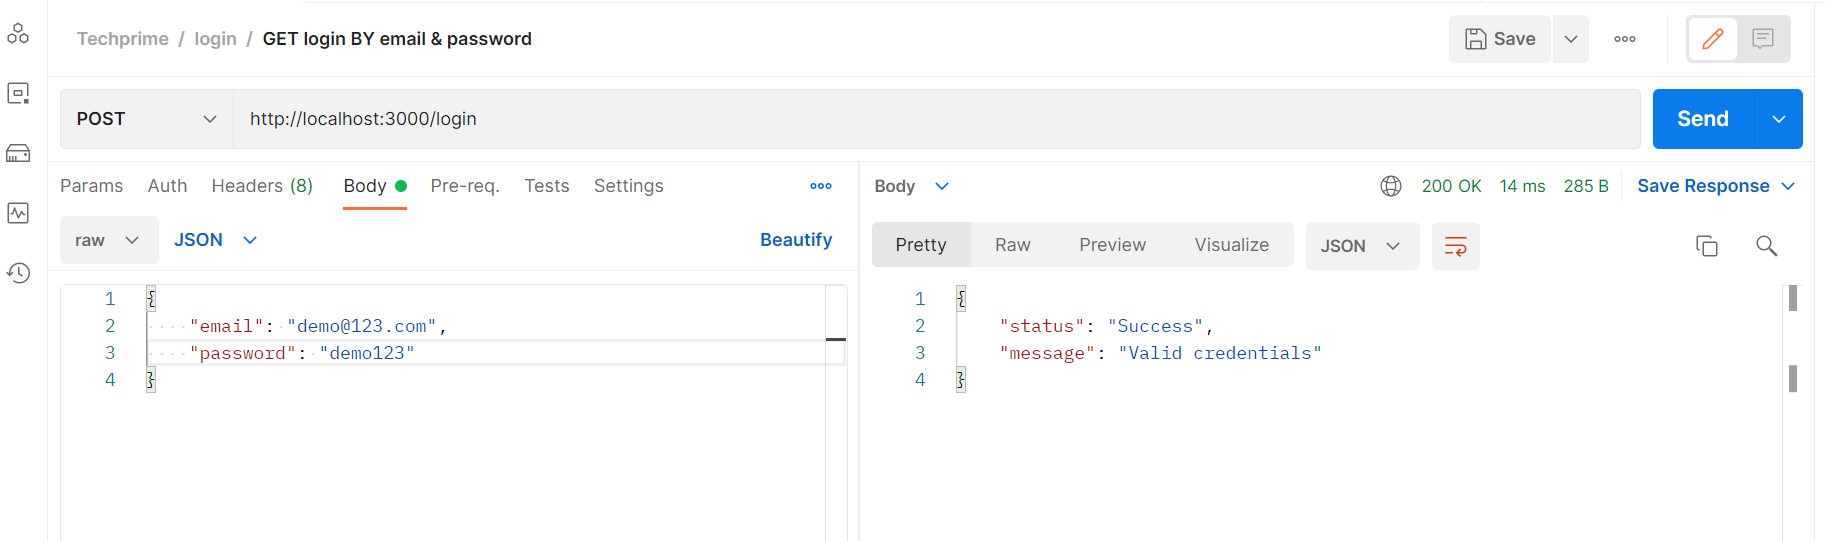 Techprime / login / GET login BY email & password
Save
POST
http://localhost:3000/login
Send
Params Auth Headers (8) Body Pre-req. Tests Settings
raw JSON Beautify
1 {
2 "email": "demo@123.com",
3 "password": "demo123"
4 }
Body 200 OK 14 ms 285 B Save Response
Pretty Raw Preview Visualize JSON
1 {
2 "status": "Success",
3 "message": "Valid credentials"
4 }